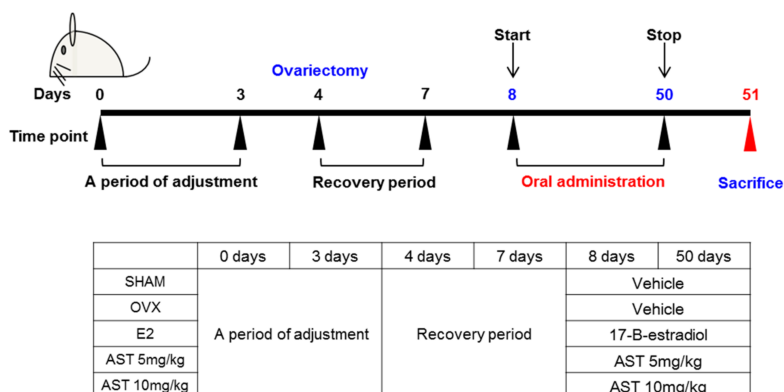 Start Stop
Ovariectomy
Days 0 3 4 7 8 50 51
Time point
A period of adjustment Recovery period Oral administration Sacrifice
0 days 3 days 4 days 7 days 8 days 50 days
SHAM Vehicle
OVX Vehicle
E2 A period of adjustment Recovery period 17-B-estradiol
AST 5mg/kg AST 5mg/kg
AST 10mg/kg AST 10mg/kg